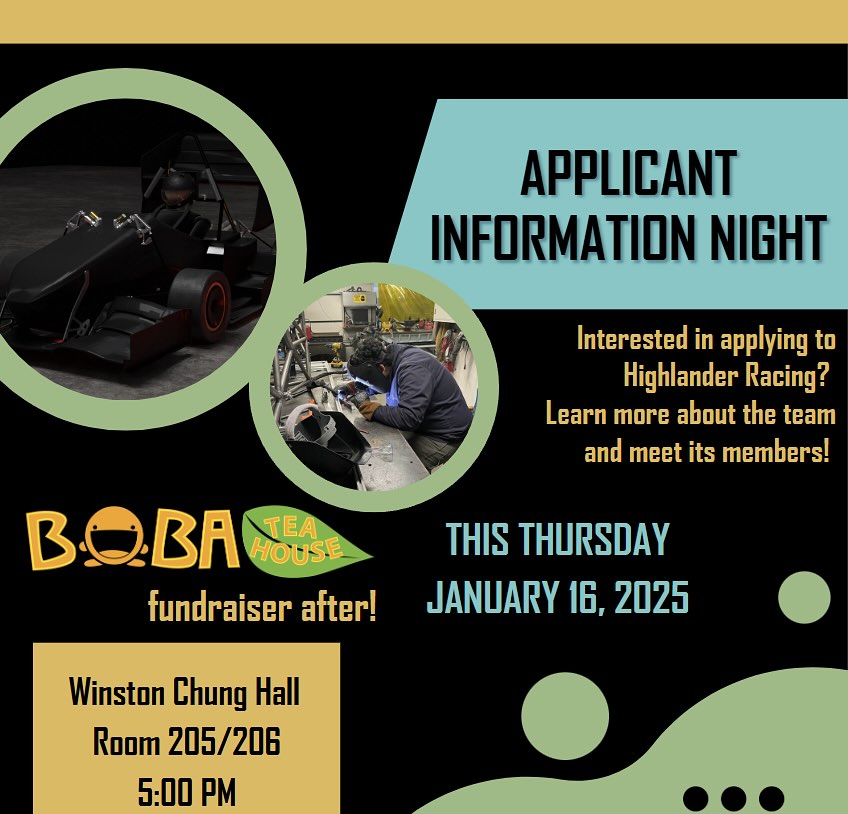 APPLICANT
INFORMATION NIGHT
Interested in applying to
Highlander Racing?
Learn more about the team
and meet its members!
BOBA TEA HOUSE
fundraiser after!
THIS THURSDAY
JANUARY 16, 2025
Winston Chung Hall
Room 205/206
5:00 PM